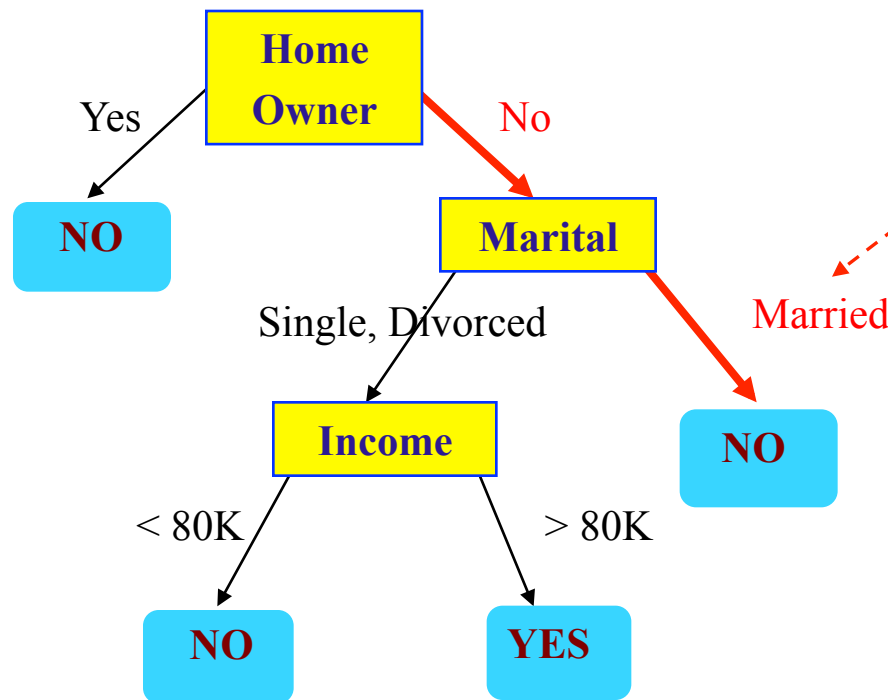 Home
Owner
Yes
No
NO
Marital
Single, Divorced
Married
Income
NO
< 80K
> 80K
NO
YES